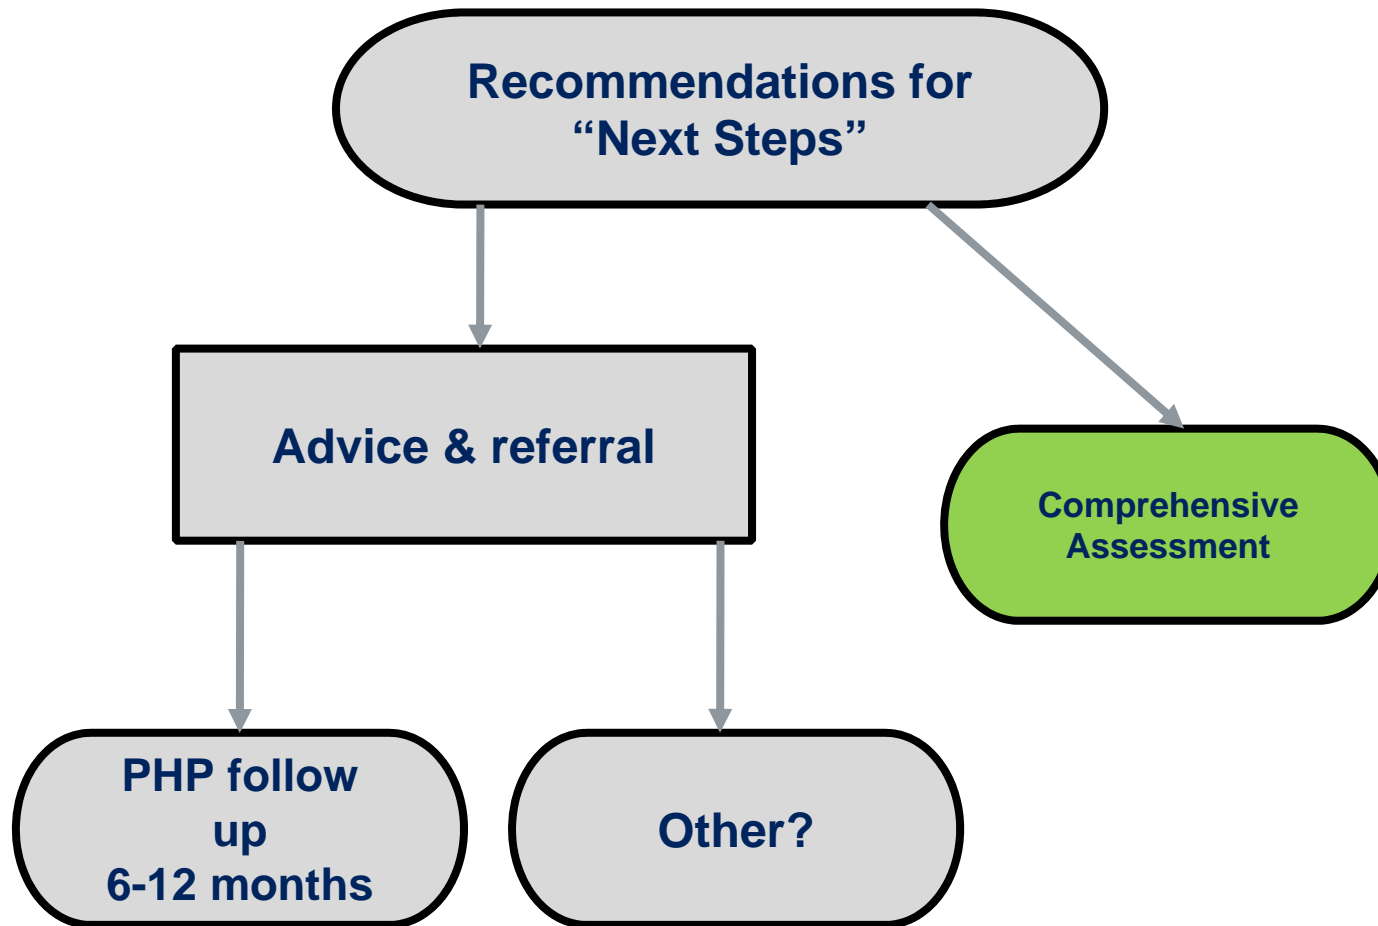 Recommendations for
“Next Steps”
Advice & referral
Comprehensive
Assessment
PHP follow
up
6-12 months
Other?